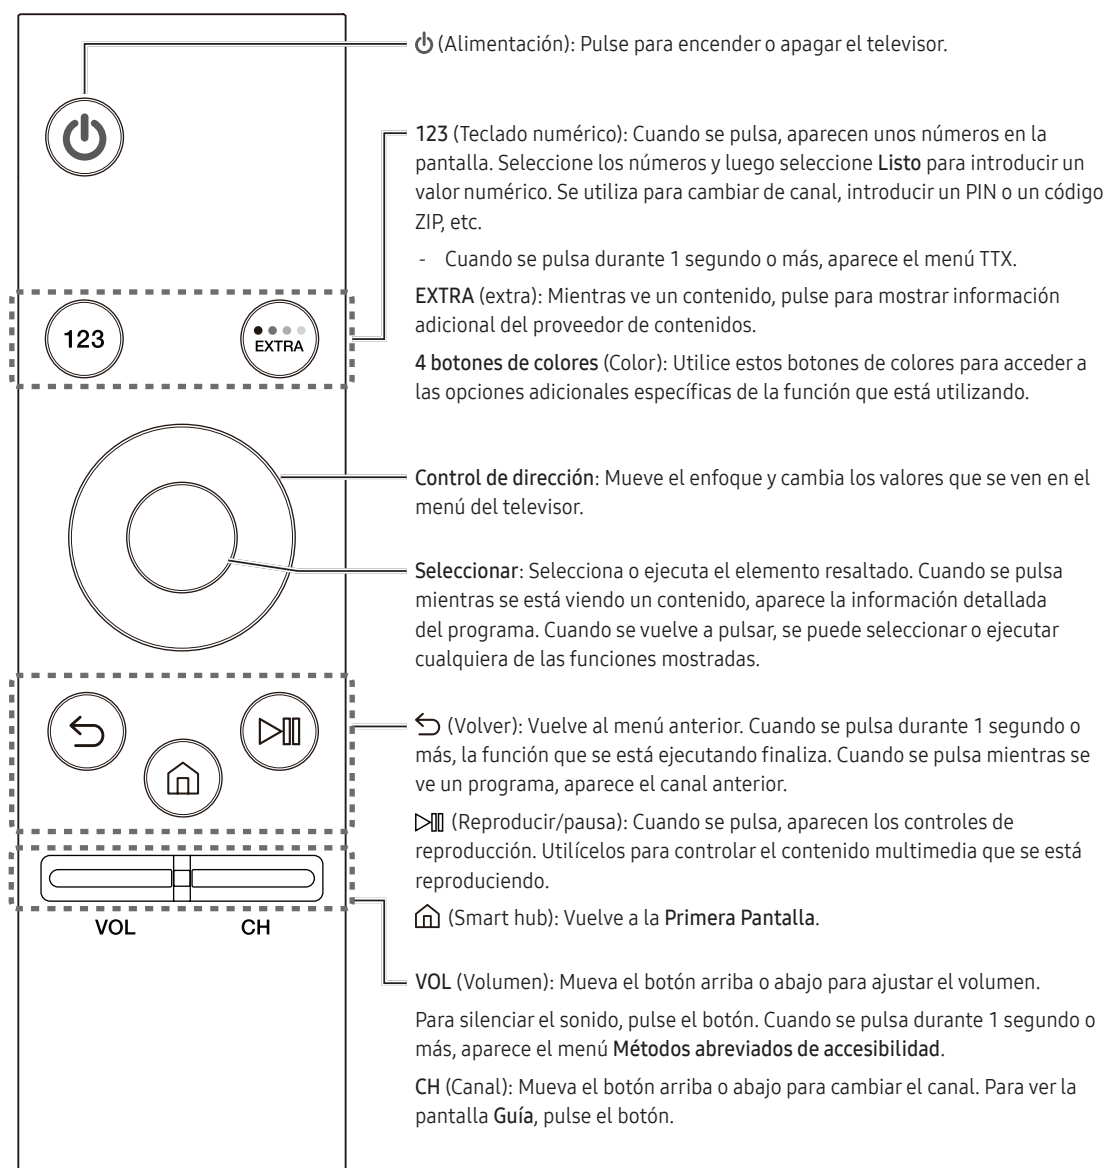 (Alimentación): Pulse para encender o apagar el televisor.
123 (Teclado numérico): Cuando se pulsa, aparecen unos números en la
pantalla. Seleccione los números y luego seleccione Listo para introducir un
valor numérico. Se utiliza para cambiar de canal, introducir un PIN o un código
ZIP, etc.
- Cuando se pulsa durante 1 segundo o más, aparece el menú TTX.
EXTRA (extra): Mientras ve un contenido, pulse para mostrar información
adicional del proveedor de contenidos.
4 botones de colores (Color): Utilice estos botones de colores para acceder a
las opciones adicionales específicas de la función que está utilizando.
123
EXTRA
Control de dirección: Mueve el enfoque y cambia los valores que se ven en el
menú del televisor.
Seleccionar: Selecciona o ejecuta el elemento resaltado. Cuando se pulsa
mientras se está viendo un contenido, aparece la información detallada
del programa. Cuando se vuelve a pulsar, se puede seleccionar o ejecutar
cualquiera de las funciones mostradas.
(Volver): Vuelve al menú anterior. Cuando se pulsa durante 1 segundo o
más, la función que se está ejecutando finaliza. Cuando se pulsa mientras se
ve un programa, aparece el canal anterior.
(Reproducir/pausa): Cuando se pulsa, aparecen los controles de
reproducción. Utilícelos para controlar el contenido multimedia que se está
reproduciendo.
(Smart hub): Vuelve a la Primera Pantalla.
VOL
CH
VOL (Volumen): Mueva el botón arriba o abajo para ajustar el volumen.
Para silenciar el sonido, pulse el botón. Cuando se pulsa durante 1 segundo o
más, aparece el menú Métodos abreviados de accesibilidad.
CH (Canal): Mueva el botón arriba o abajo para cambiar el canal. Para ver la
pantalla Guía, pulse el botón.